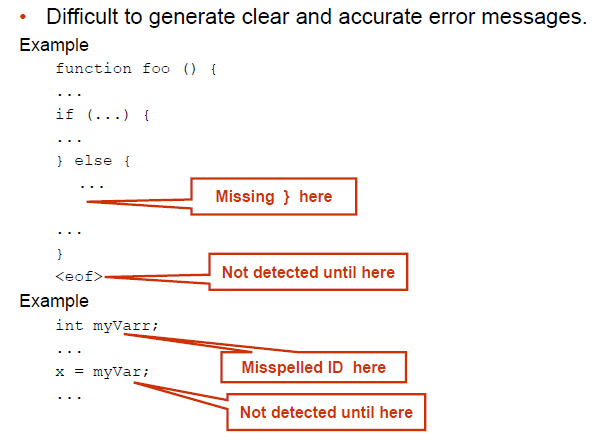 • Difficult to generate clear and accurate error messages.
Example
function foo () {
...
if (...) {
...
} else {
...
Missing } here
...
}
<eof>
Not detected until here
Example
int myVarr;
...
Misspelled ID here
x = myVar;
...
Not detected until here